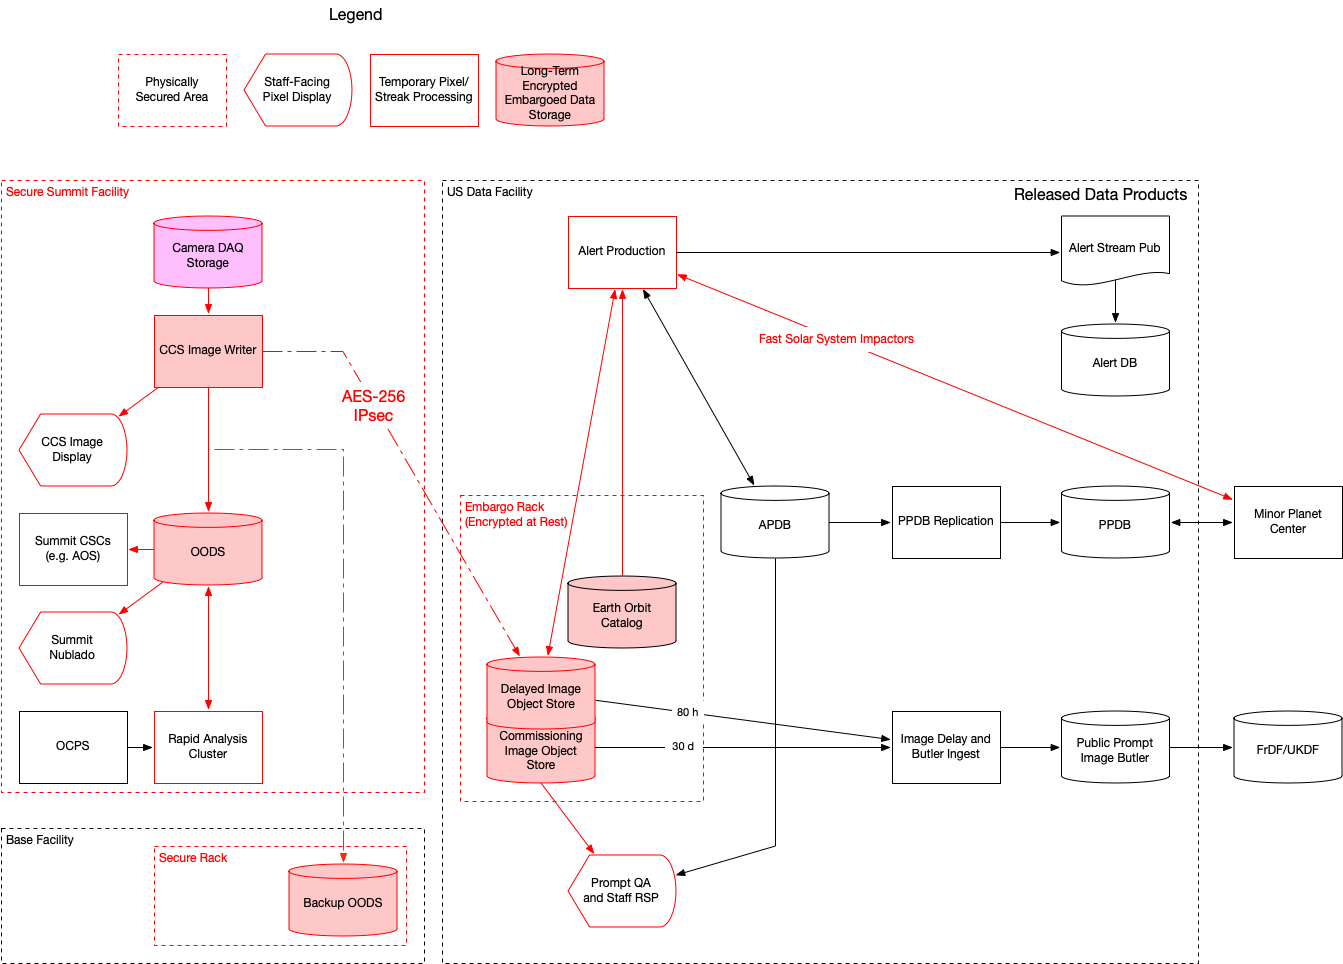 Legend
Physically
Secured Area
Staff-Facing
Pixel Display
Temporary Pixel/
Streak Processing
Long-Term
Encrypted
Embargoed Data
Storage
Secure Summit Facility
Camera DAQ
Storage
CCS Image Writer
AES-256
IPsec
CCS Image
Display
Summit CSCs
(e.g. AOS)
OODS
Summit
Nublado
OCPS
Rapid Analysis
Cluster
Base Facility
Secure Rack
Backup OODS
US Data Facility
Released Data Products
Alert Production
Alert Stream Pub
Fast Solar System Impactors
Alert DB
Embargo Rack
(Encrypted at Rest)
APDB
PPDB Replication
PPDB
Minor Planet
Center
Earth Orbit
Catalog
Delayed Image
Object Store
80 h
Commissioning
Image Object
Store
30 d
Image Delay and
Butler Ingest
Public Prompt
Image Butler
FrDF/UKDF
Prompt QA
and Staff RSP